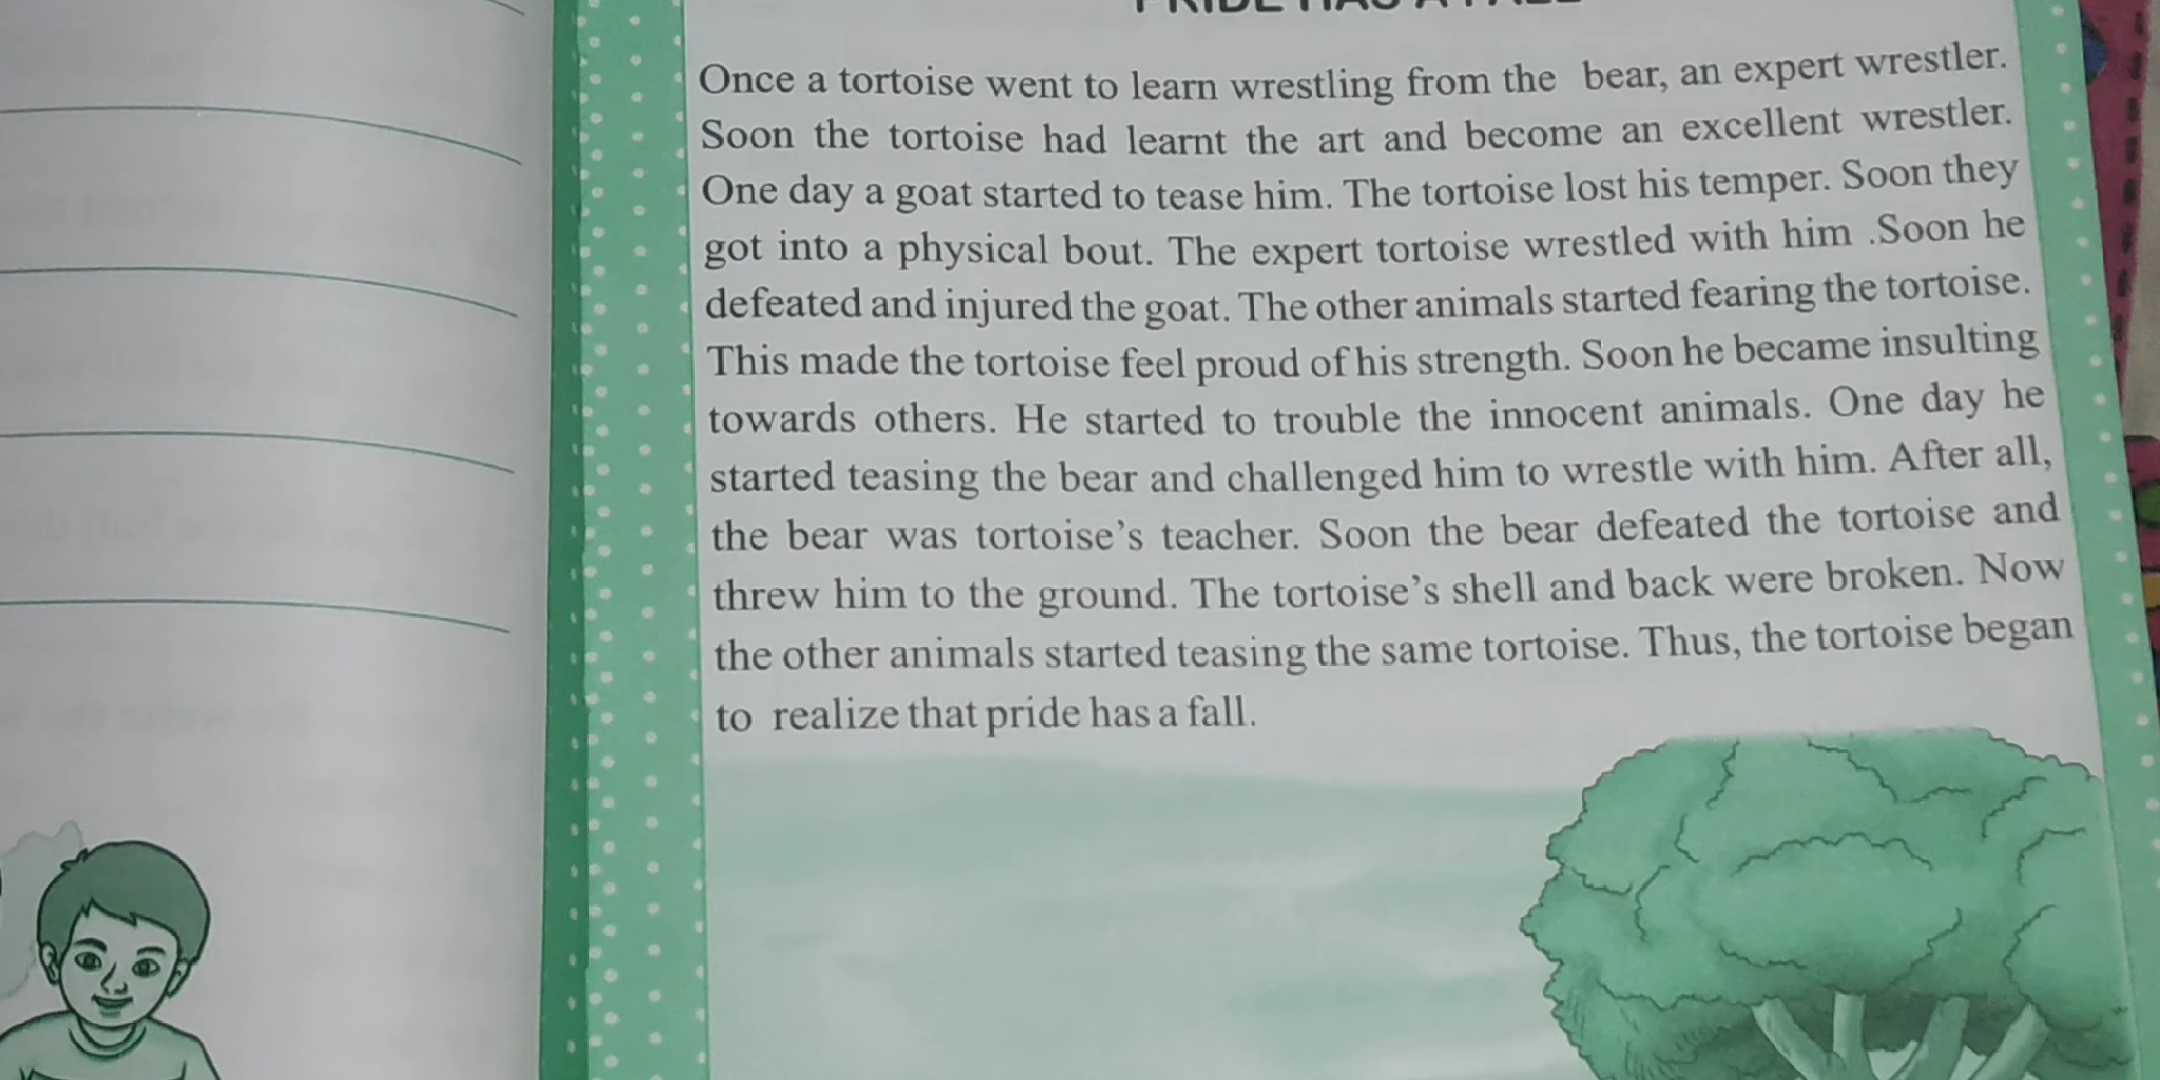 PRIDE HAS A FALL
Once a tortoise went to learn wrestling from the bear, an expert wrestler.
Soon the tortoise had learnt the art and become an excellent wrestler.
One day a goat started to tease him. The tortoise lost his temper. Soon they
got into a physical bout. The expert tortoise wrestled with him .Soon he
defeated and injured the goat. The other animals started fearing the tortoise.
This made the tortoise feel proud of his strength. Soon he became insulting
towards others. He started to trouble the innocent animals. One day he
started teasing the bear and challenged him to wrestle with him. After all,
the bear was tortoise’s teacher. Soon the bear defeated the tortoise and
threw him to the ground. The tortoise’s shell and back were broken. Now
the other animals started teasing the same tortoise. Thus, the tortoise began
to realize that pride has a fall.